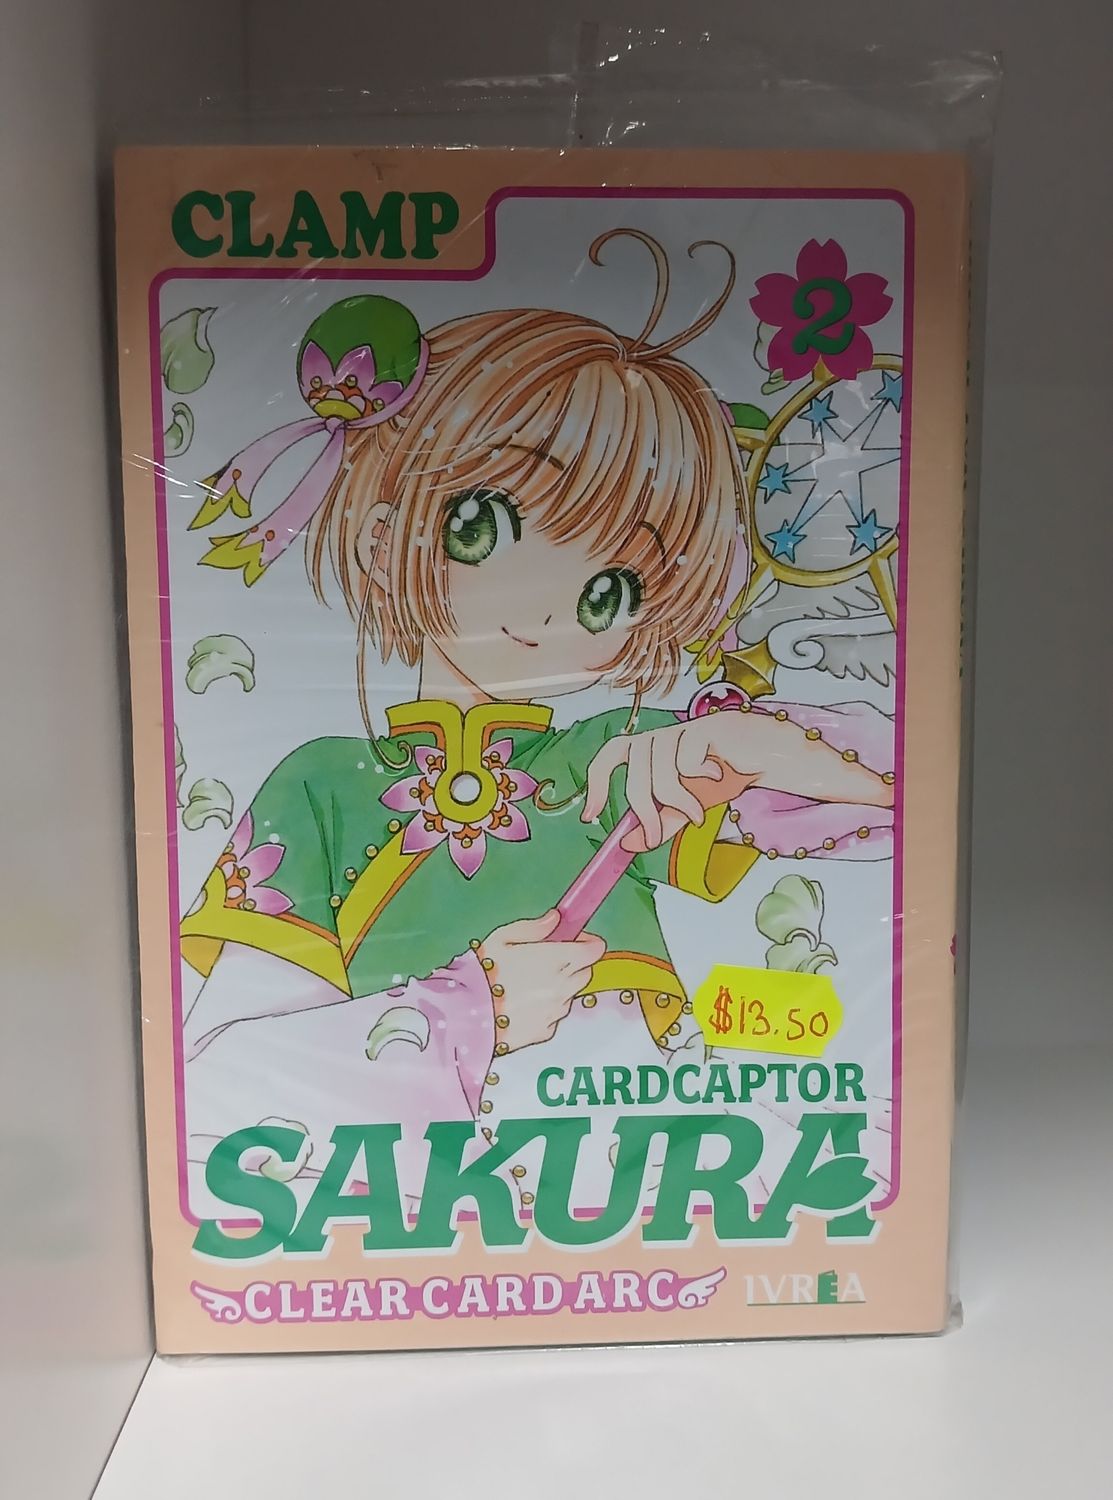 CLAMP
2
$13.50
CARDCAPTOR
SAKURA
CLEAR CARD ARC
IVREA